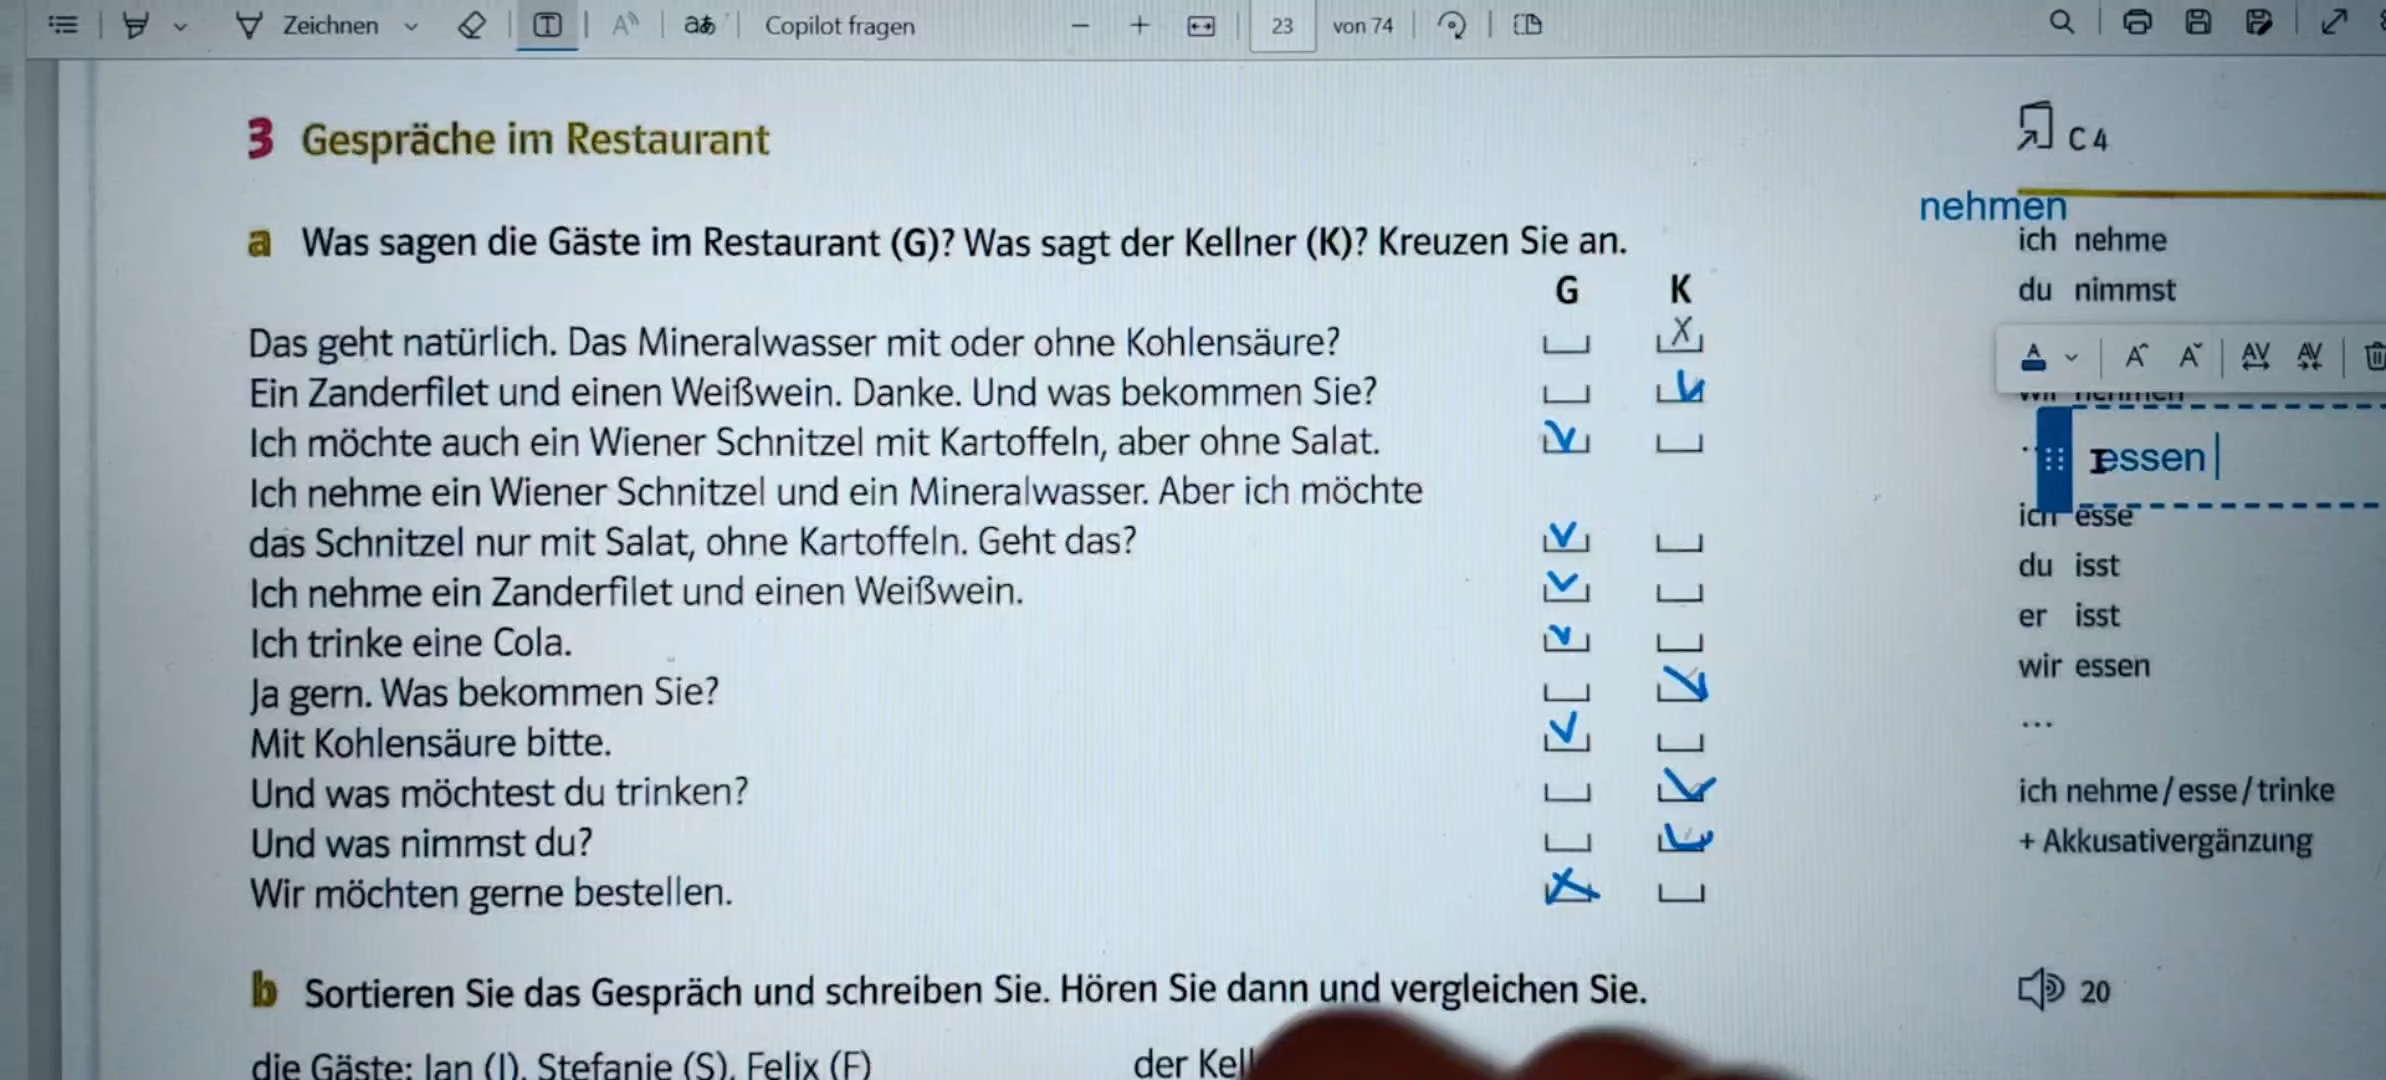 Zeichnen
aあ
Copilot fragen
23
von 74
3 Gespräche im Restaurant
C 4
nehmen
a Was sagen die Gäste im Restaurant (G)? Was sagt der Kellner (K)? Kreuzen Sie an.
ich nehme
G K
du nimmst
Das geht natürlich. Das Mineralwasser mit oder ohne Kohlensäure? X
Ein Zanderfilet und einen Weißwein. Danke. Und was bekommen Sie?
wir nehmen
Ich möchte auch ein Wiener Schnitzel mit Kartoffeln, aber ohne Salat.
essen
Ich nehme ein Wiener Schnitzel und ein Mineralwasser. Aber ich möchte
das Schnitzel nur mit Salat, ohne Kartoffeln. Geht das?
ich esse
Ich nehme ein Zanderfilet und einen Weißwein.
du isst
Ich trinke eine Cola.
er isst
Ja gern. Was bekommen Sie?
wir essen
Mit Kohlensäure bitte.
...
Und was möchtest du trinken?
ich nehme / esse / trinke
Und was nimmst du?
+ Akkusativergänzung
Wir möchten gerne bestellen.
b Sortieren Sie das Gespräch und schreiben Sie. Hören Sie dann und vergleichen Sie.
20
die Gäste: Jan (J), Stefanie (S), Felix (F)
der Kell